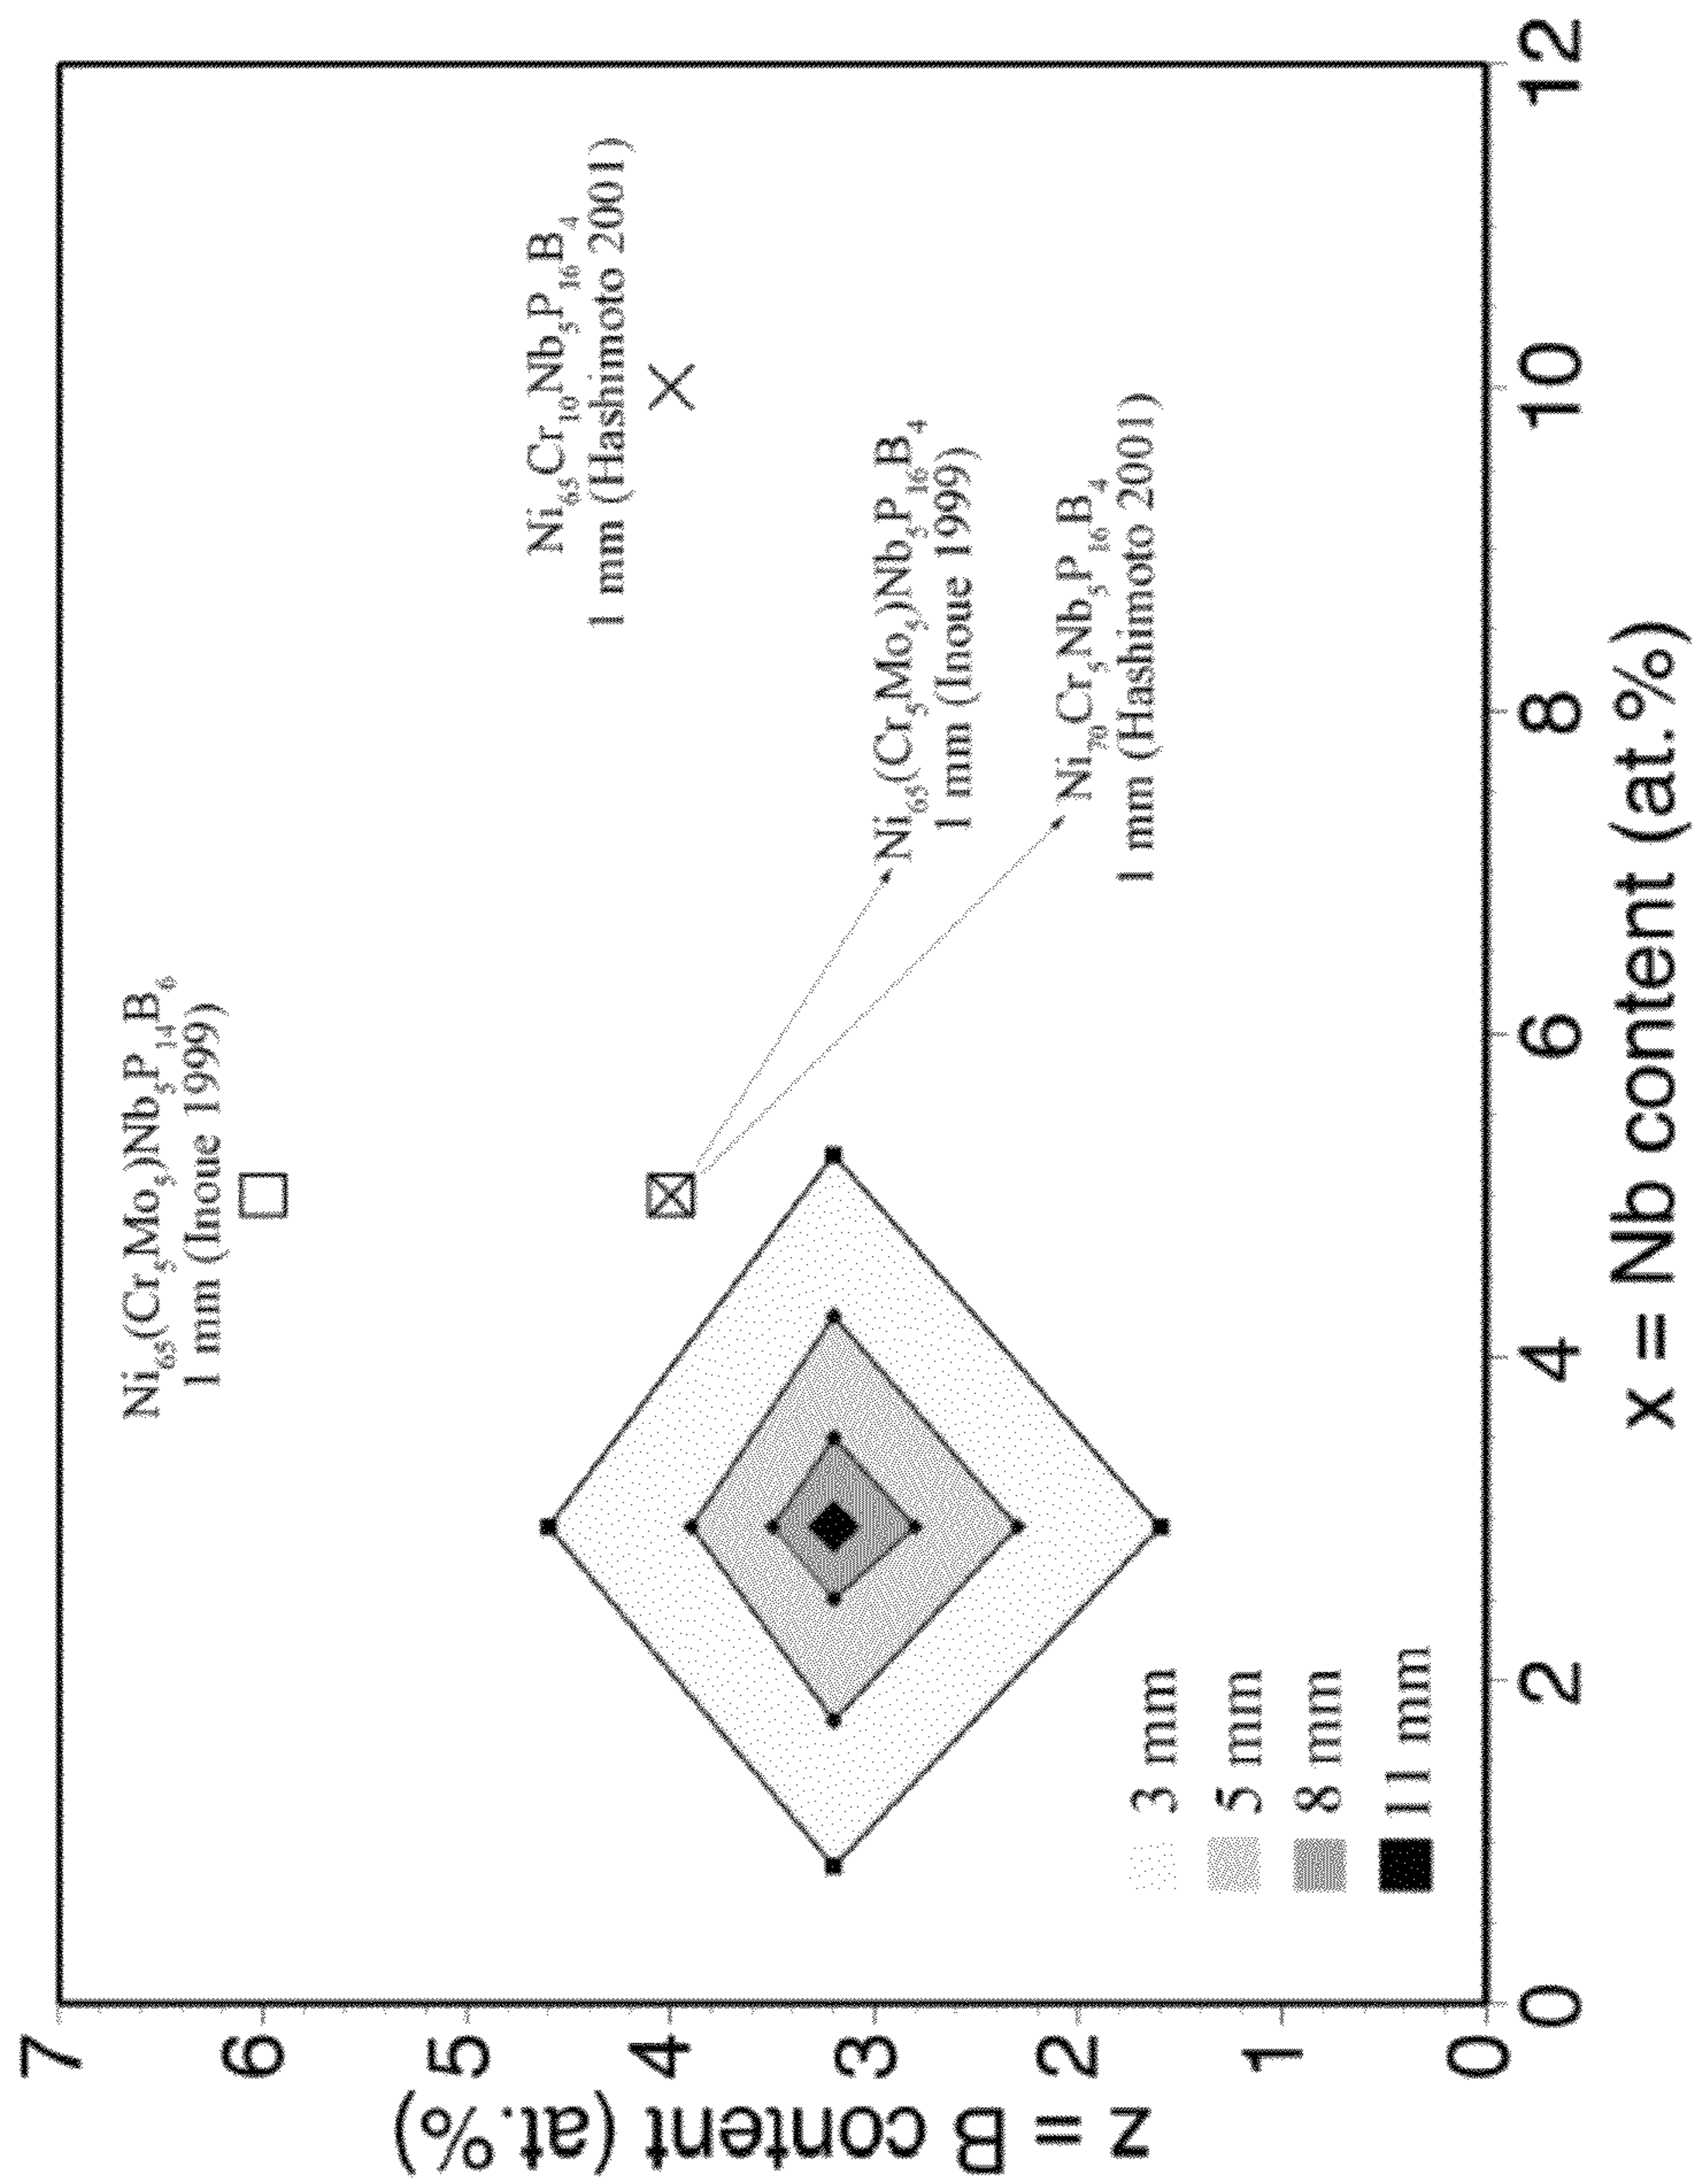 7
6
5
4
3
2
1
0
z = B content (at.%)
Ni65(Cr5Mo5)Nb5P14B6
1 mm (Inoue 1999)
Ni65Cr10Nb5P16B4
1 mm (Hashimoto 2001)
Ni65(Cr5Mo5)Nb5P16B4
1 mm (Inoue 1999)
Ni70Cr5Nb5P16B4
1 mm (Hashimoto 2001)
3 mm
5 mm
8 mm
11 mm
0
2
4
6
8
10
12
x = Nb content (at.%)